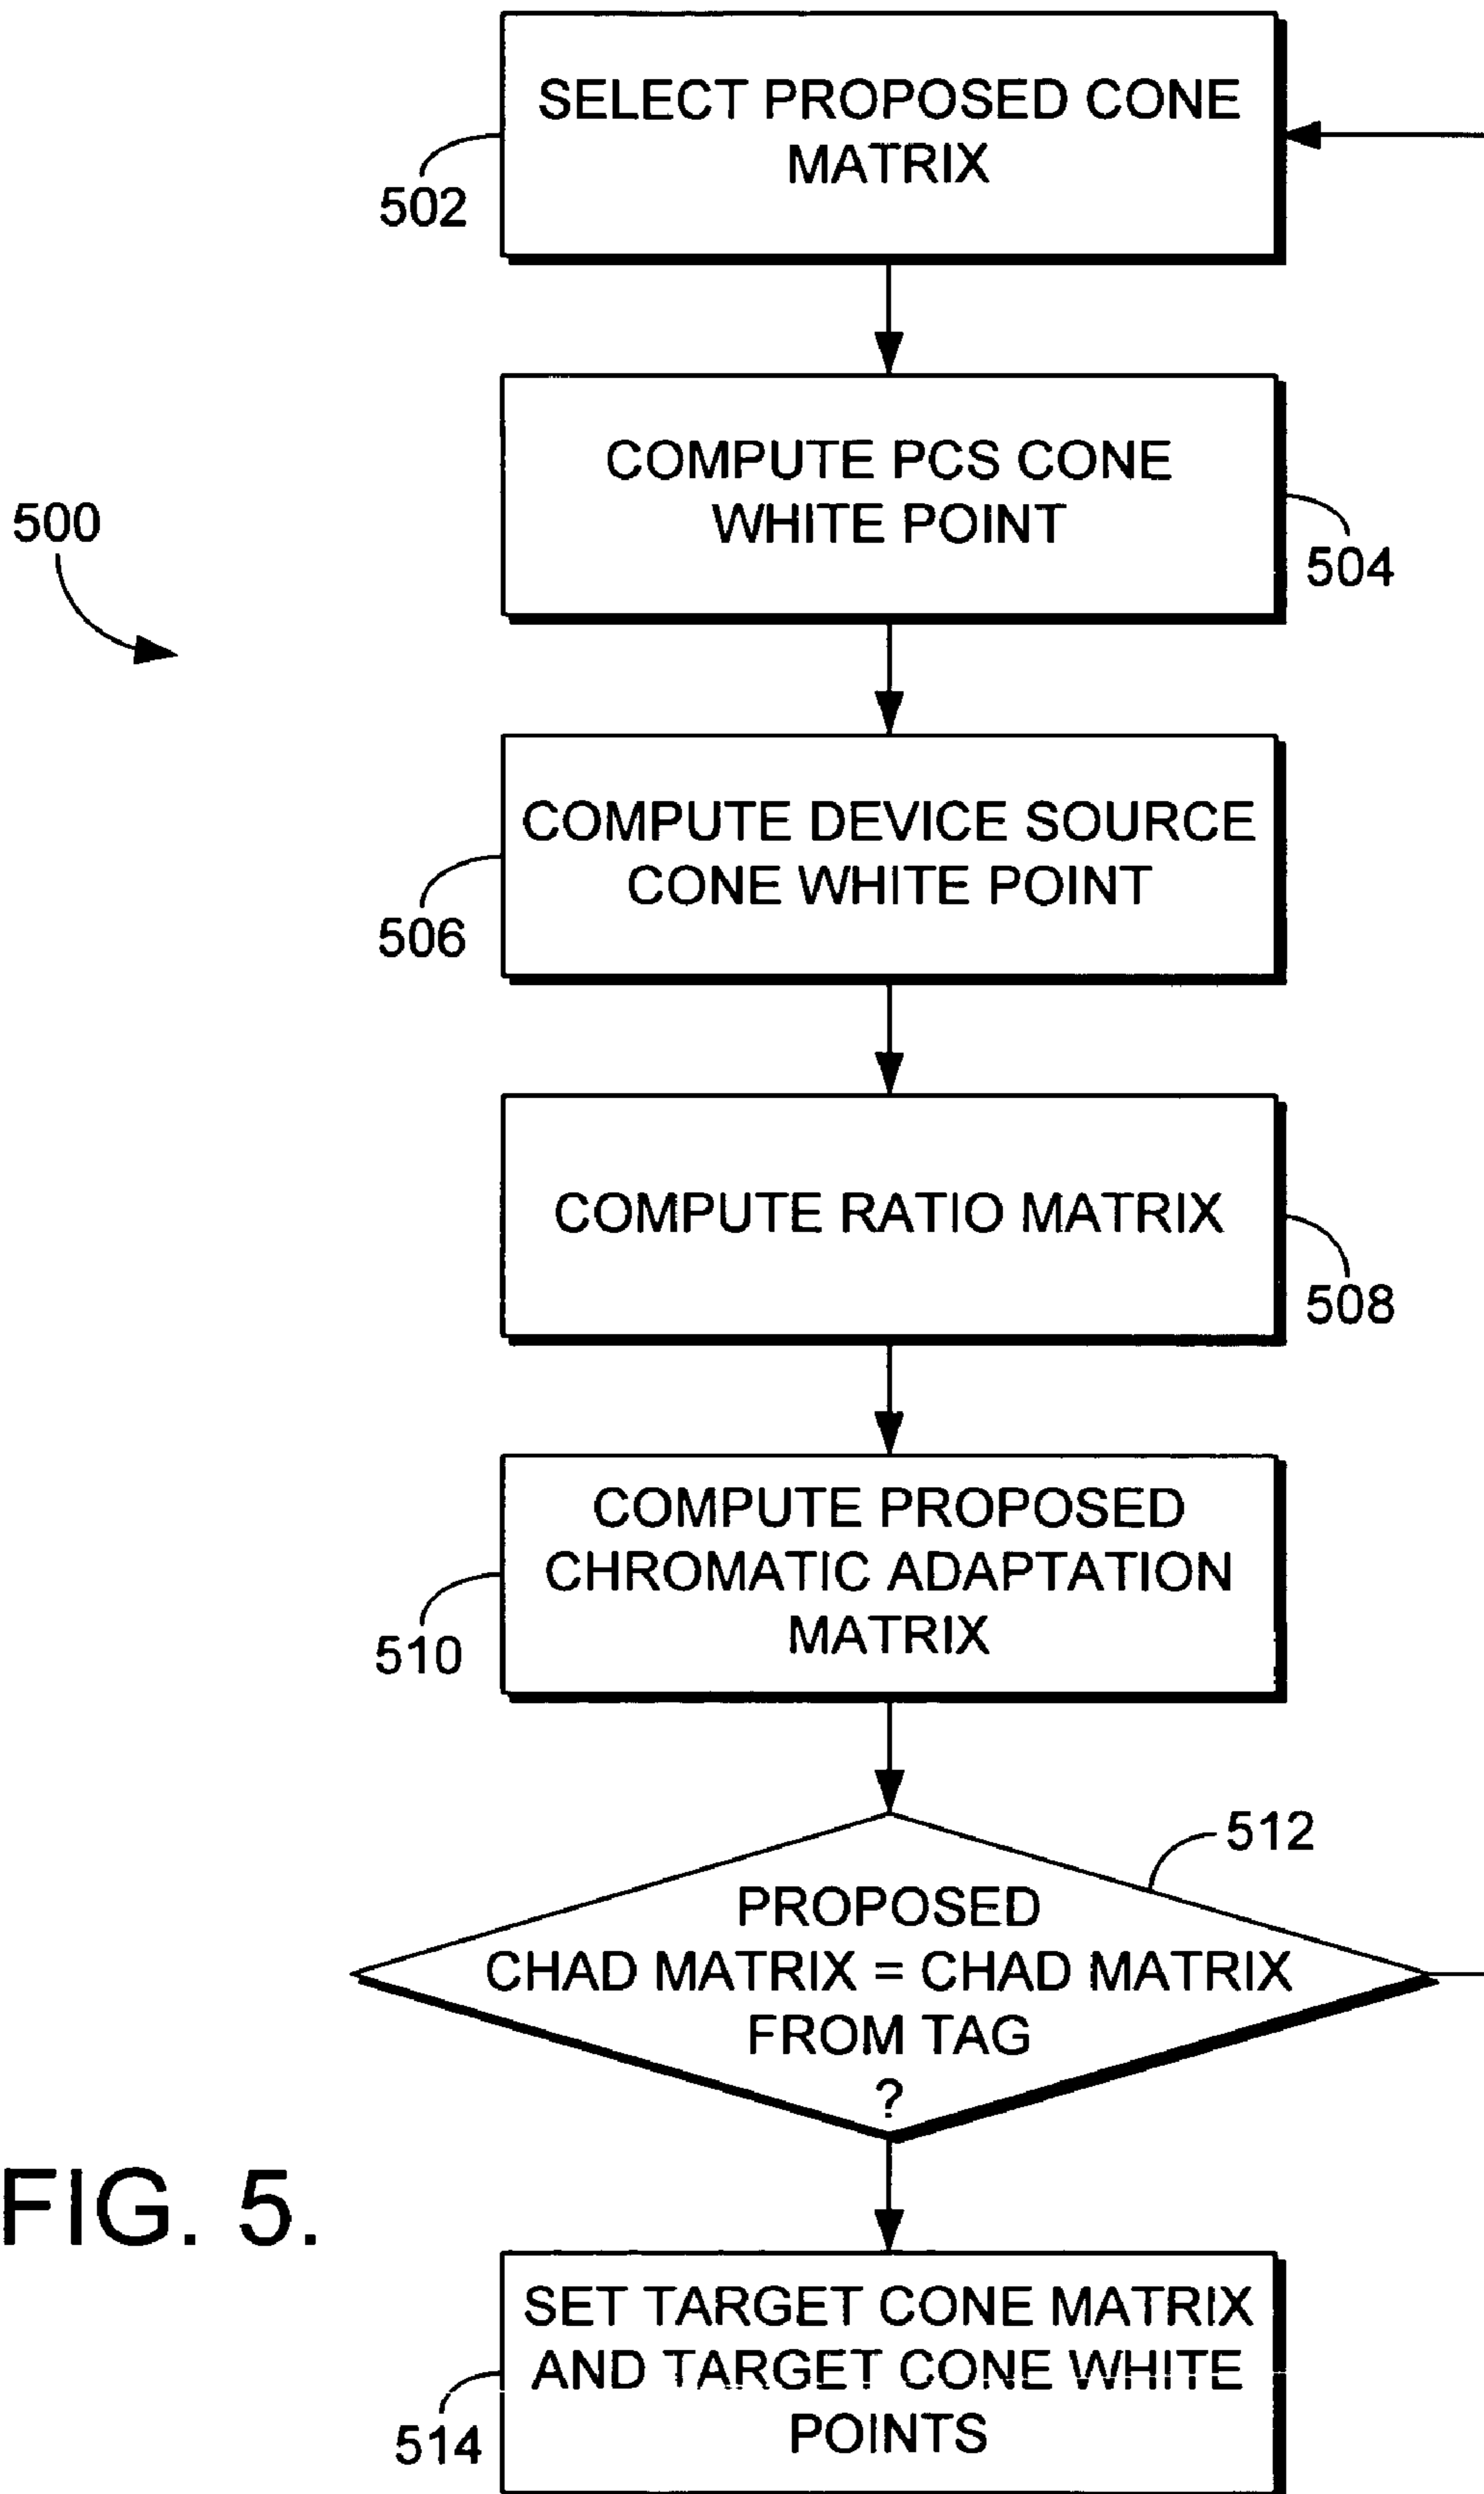 SELECT PROPOSED CONE
MATRIX
502
COMPUTE PCS CONE
WHITE POINT
500
504
COMPUTE DEVICE SOURCE
CONE WHITE POINT
506
COMPUTE RATIO MATRIX
508
COMPUTE PROPOSED
CHROMATIC ADAPTATION
MATRIX
510
512
PROPOSED
CHAD MATRIX = CHAD MATRIX
FROM TAG
?
FIG. 5.
SET TARGET CONE MATRIX
AND TARGET CONE WHITE
POINTS
514